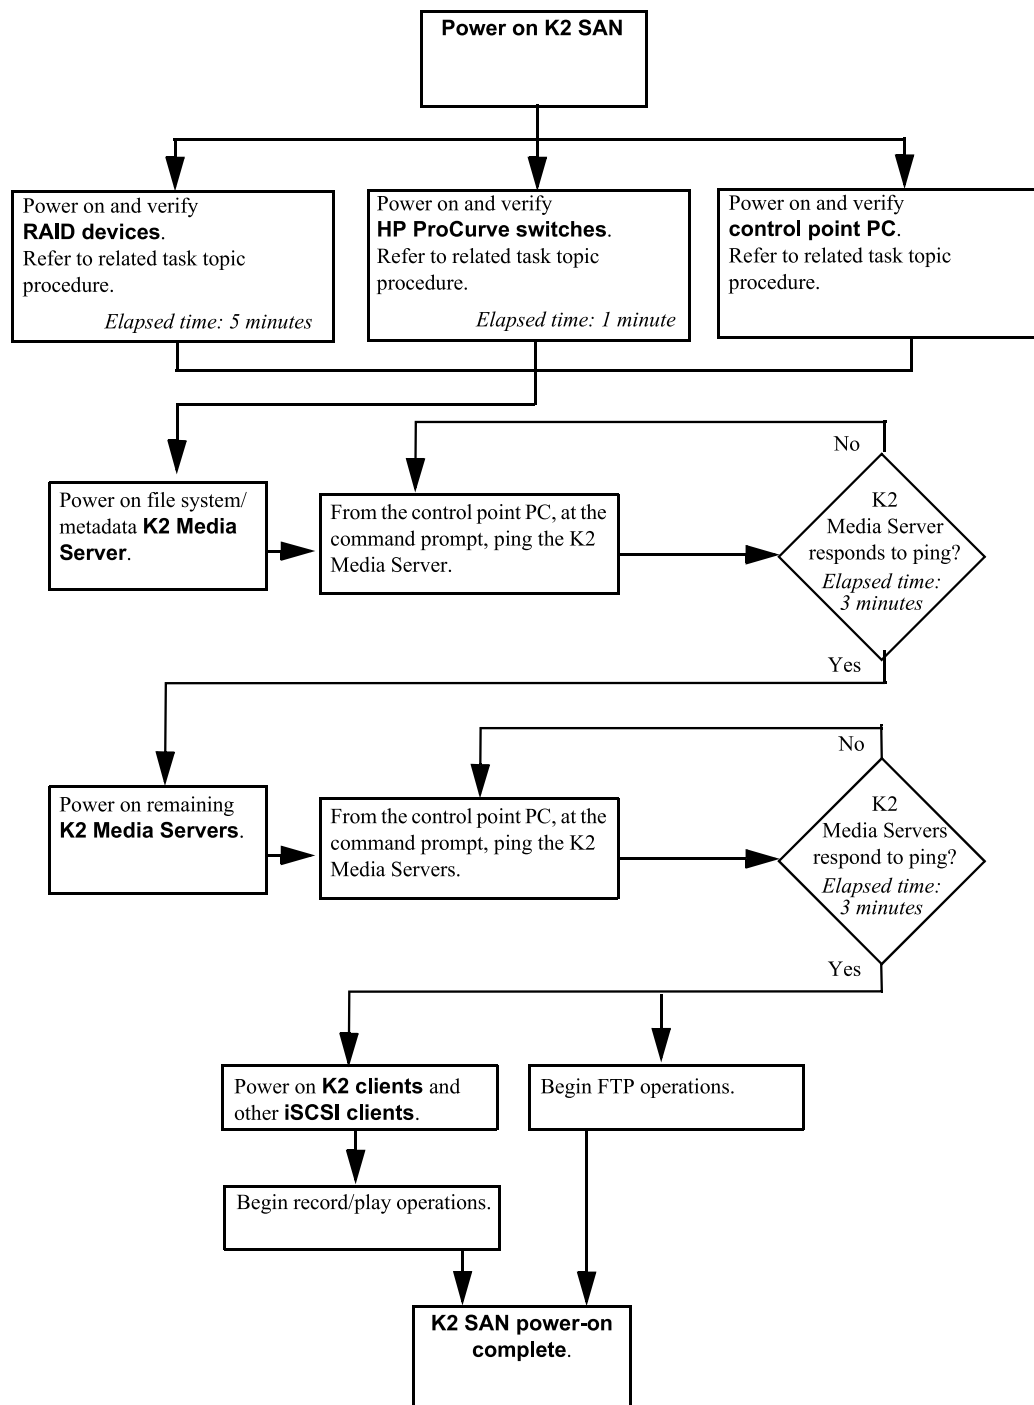 Power on K2 SAN
Power on and verify
RAID devices.
Refer to related task topic
procedure.
Elapsed time: 5 minutes
Power on and verify
HP ProCurve switches.
Refer to related task topic
procedure.
Elapsed time: 1 minute
Power on and verify
control point PC.
Refer to related task topic
procedure.
Power on file system/
metadata K2 Media
Server.
From the control point PC, at the
command prompt, ping the K2
Media Server.
No
K2
Media Server
responds to ping?
Elapsed time:
3 minutes
Yes
Power on remaining
K2 Media Servers.
From the control point PC, at the
command prompt, ping the K2
Media Servers.
No
K2
Media Servers
respond to ping?
Elapsed time:
3 minutes
Yes
Power on K2 clients and
other iSCSI clients.
Begin FTP operations.
Begin record/play operations.
K2 SAN power-on
complete.